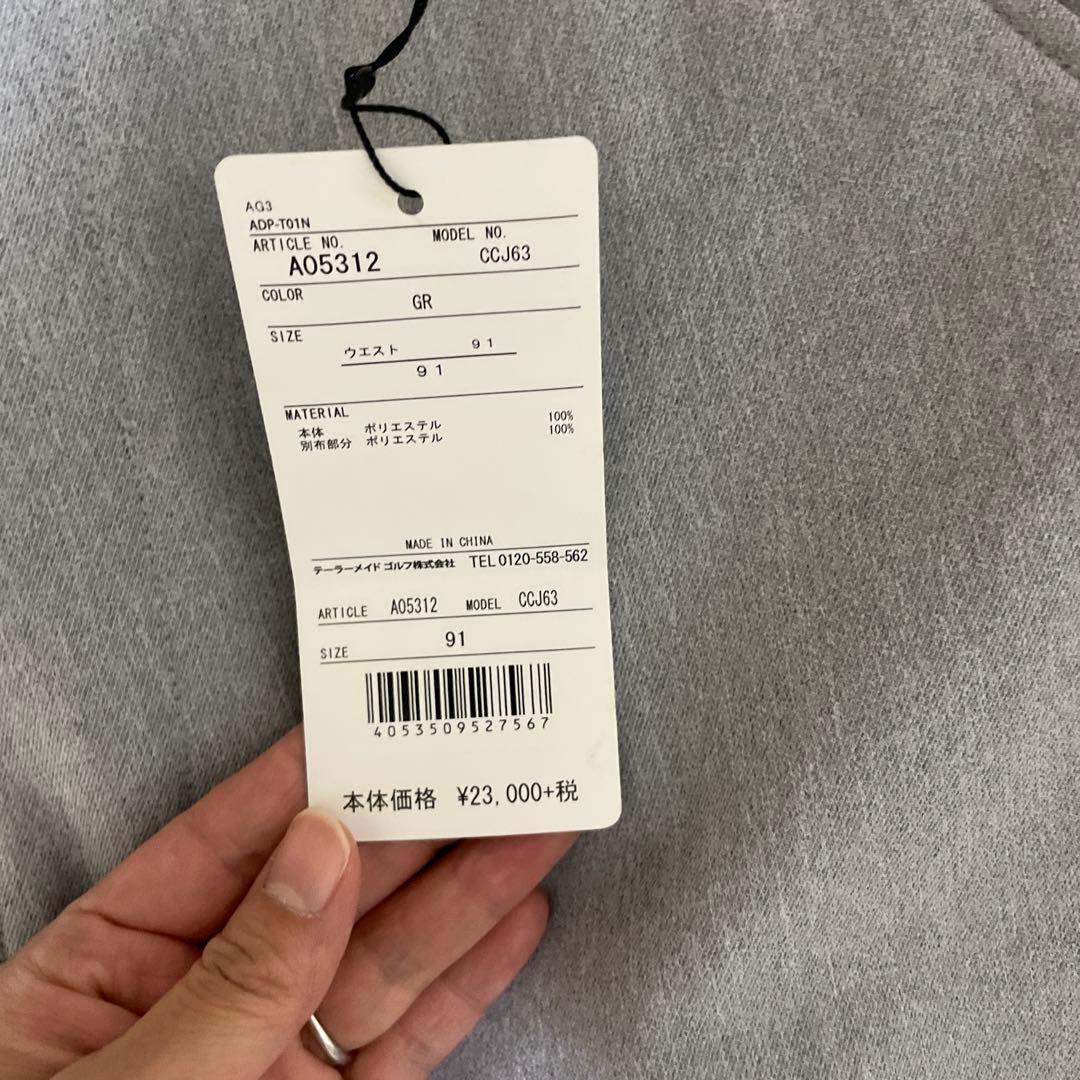 AG3
ADP-T01N
ARTICLE NO. MODEL NO.
A05312 CCJ63
COLOR GR
SIZE
ウエスト 91
91
MATERIAL
本体 ポリエステル 100%
別布部分 ポリエステル 100%
MADE IN CHINA
テーラーメイド ゴルフ株式会社 TEL 0120-558-562
ARTICLE A05312 MODEL CCJ63
SIZE 91
4053509527567
本体価格 ¥23,000+税